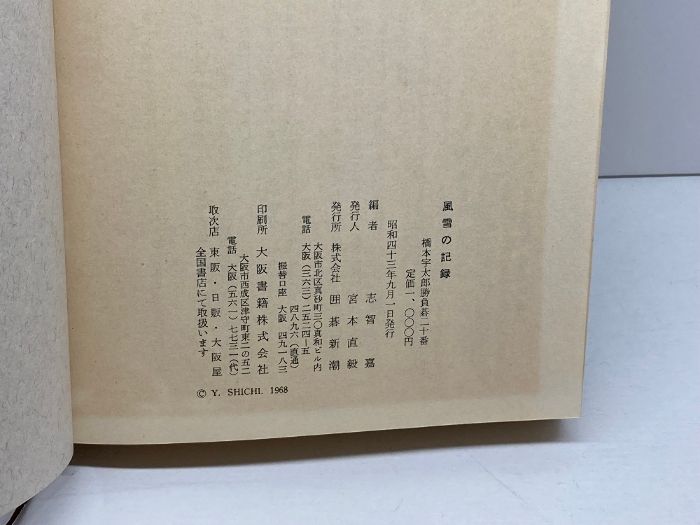 風雪の記録
橋本宇太郎勝負碁二十番
定価一、〇〇〇円
昭和四十三年九月一日発行
編者 志智嘉
発行人 宮本直毅
発行所 株式会社 囲碁新潮
大阪市北区真砂町三〇真和ビル内
電話 大阪(三六三)二五二四─五
四八九六(直通)
振替口座 大阪 四九一八三
印刷所 大阪書籍株式会社
大阪市西成区津守町東二の五二
電話 大阪(五六一)七七三一(代)
取次店 東販・日販・大阪屋
全国書店にて取扱います
© Y. SHICHI. 1968